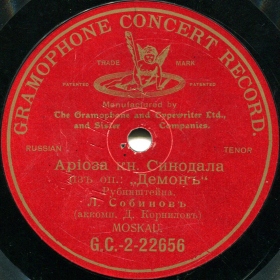 GRAMOPHONE CONCERT RECORD.
TRADE MARK
PATENTED PATENTED
Manufactured by
The Gramophone and Typewriter Ltd.,
and Sister Companies.
RUSSIAN TENOR
Аріоза кн. Синодала
изъ оп.: „Демонъ“
Рубинштейна.
Л. Собиновъ
(аккомп. Д. Корниловъ)
MOSKAU.
G.C.-2-22656